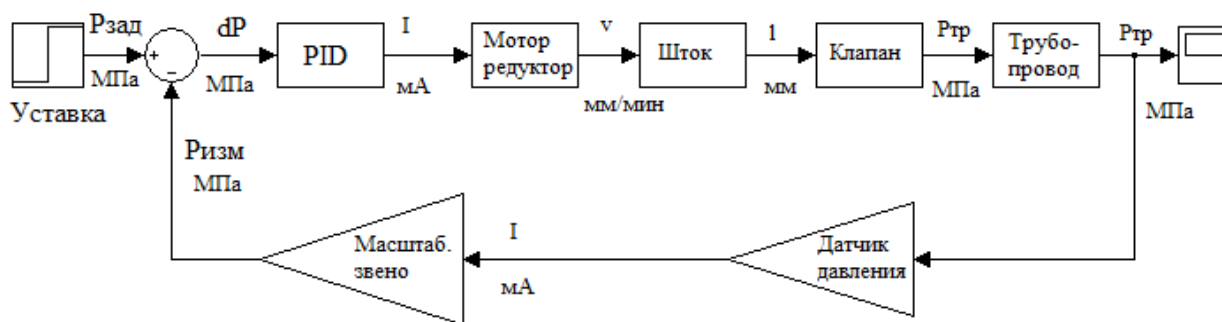 Рзад
МПа
Уставка
+
−
dP
МПа
PID
I
мА
Мотор
редуктор
v
мм/мин
Шток
l
мм
Клапан
Ртр
МПа
Трубо-
провод
Ртр
МПа
Ризм
МПа
Масштаб.
звено
I
мА
Датчик
давления